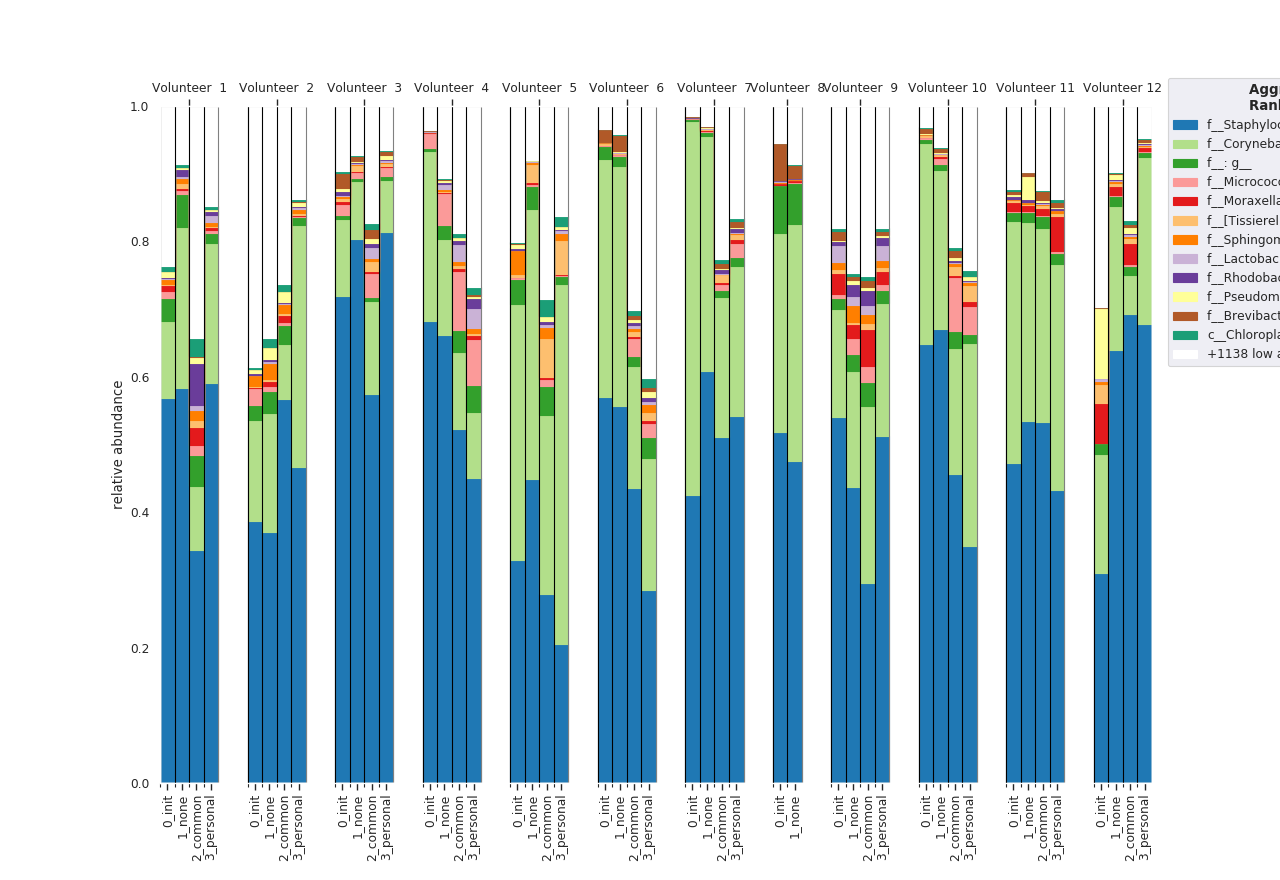 Volunteer  1
Volunteer  2
Volunteer  3
Volunteer  4
Volunteer  5
Volunteer  6
Volunteer  7
Volunteer  8
Volunteer  9
Volunteer 10
Volunteer 11
Volunteer 12
Aggr
Rank
f__Staphyloc
f__Coryneba
f__: g__
f__Micrococc
f__Moraxella
f__[Tissierel
f__Sphingom
f__Lactobac
f__Rhodobac
f__Pseudom
f__Brevibact
c__Chloropla
+1138 low a
relative abundance
1.0
0.8
0.6
0.4
0.2
0.0
0_init
1_none
2_common
3_personal
0_init
1_none
2_common
3_personal
0_init
1_none
2_common
3_personal
0_init
1_none
2_common
3_personal
0_init
1_none
2_common
3_personal
0_init
1_none
2_common
3_personal
0_init
1_none
2_common
3_personal
0_init
1_none
0_init
1_none
2_common
3_personal
0_init
1_none
2_common
3_personal
0_init
1_none
2_common
3_personal
0_init
1_none
2_common
3_personal